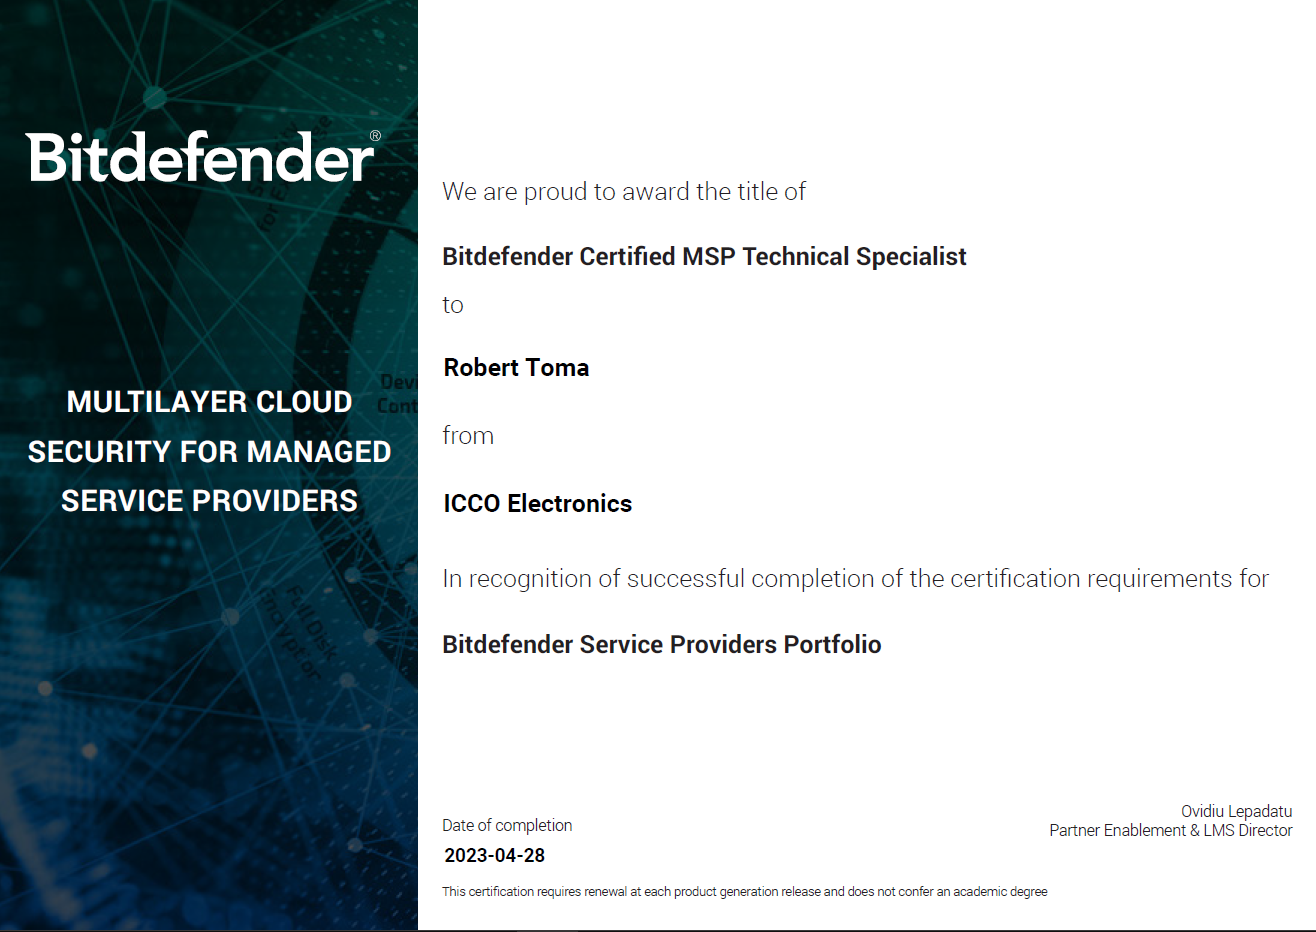 Bitdefender®
MULTILAYER CLOUD
SECURITY FOR MANAGED
SERVICE PROVIDERS
We are proud to award the title of
Bitdefender Certified MSP Technical Specialist
to
Robert Toma
from
ICCO Electronics
In recognition of successful completion of the certification requirements for
Bitdefender Service Providers Portfolio
Date of completion
2023-04-28
Ovidiu Lepadatu
Partner Enablement & LMS Director
This certification requires renewal at each product generation release and does not confer an academic degree